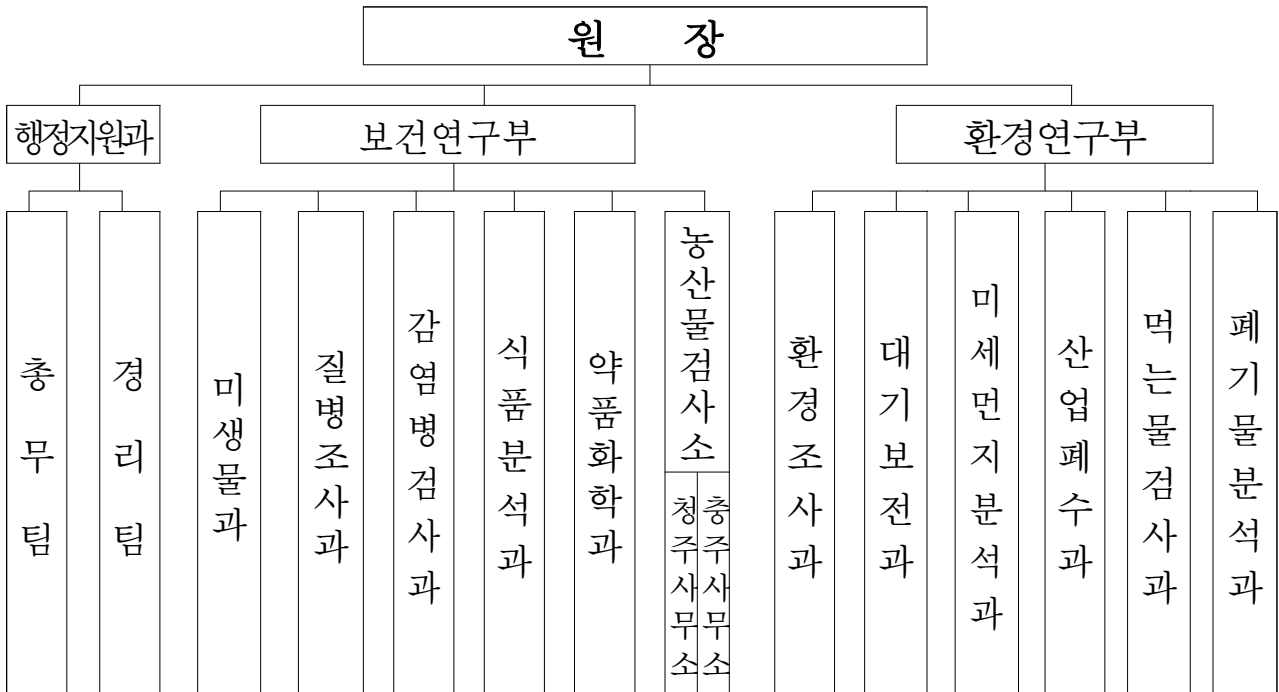 원 장
행정지원과
보건연구부
환경연구부
총무팀
경리팀
미생물과
질병조사과
감염병검사과
식품분석과
약품화학과
농산물검사소
청주사무소
충주사무소
환경조사과
대기보전과
미세먼지분석과
산업폐수과
먹는물검사과
폐기물분석과